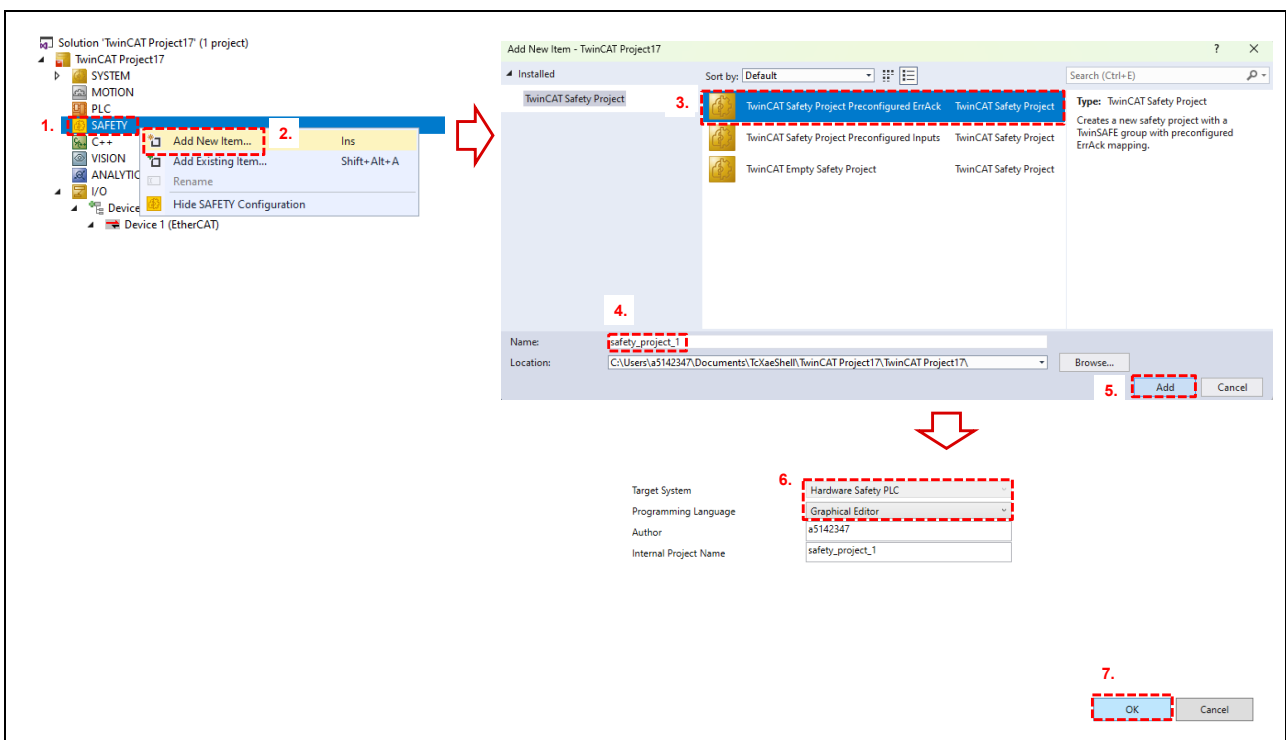 Solution 'TwinCAT Project17' (1 project)
TwinCAT Project17
SYSTEM
MOTION
PLC
1. SAFETY
C++
VISION
ANALYTIC
I/O
Device
Device 1 (EtherCAT)
2.
Add New Item... Ins
Add Existing Item... Shift+Alt+A
Rename
Hide SAFETY Configuration
Add New Item - TwinCAT Project17 ? ×
Installed
TwinCAT Safety Project
Sort by: Default
Search (Ctrl+E)
3. TwinCAT Safety Project Preconfigured ErrAck TwinCAT Safety Project
TwinCAT Safety Project Preconfigured Inputs TwinCAT Safety Project
TwinCAT Empty Safety Project TwinCAT Safety Project
Type: TwinCAT Safety Project
Creates a new safety project with a
TwinSAFE group with preconfigured
ErrAck mapping.
4.
Name: safety_project_1
Location: C:\Users\a5142347\Documents\TcXaeShell\TwinCAT Project17\TwinCAT Project17\ Browse...
5. Add Cancel
6.
Target System Hardware Safety PLC
Programming Language Graphical Editor
Author a5142347
Internal Project Name safety_project_1
7.
OK Cancel